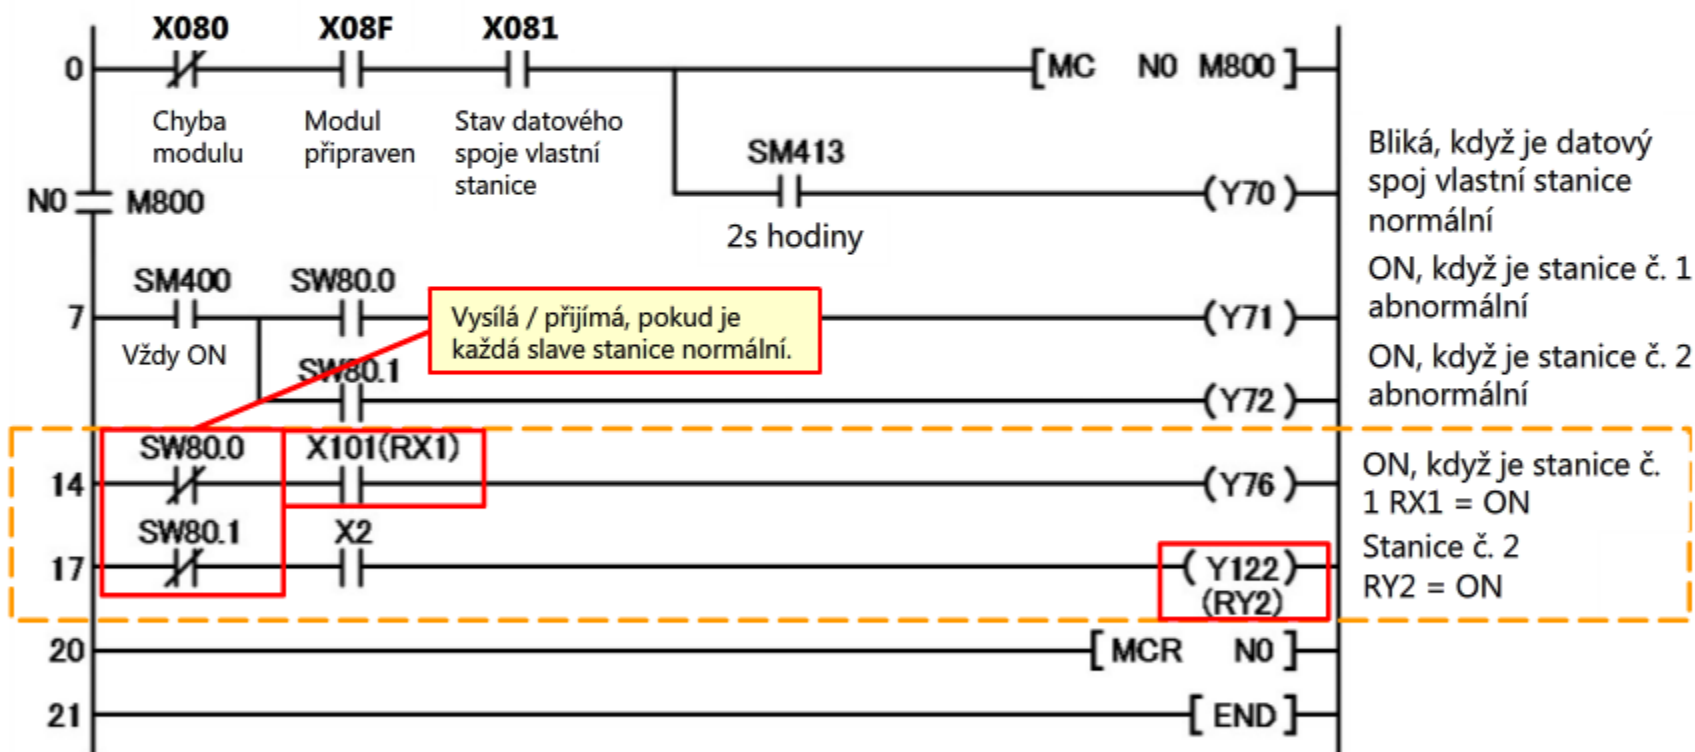 X080 X08F X081
0 [MC N0 M800]
Chyba
modulu
Modul
připraven
Stav datového
spoje vlastní
stanice
SM413
(Y70)
2s hodiny
Bliká, když je datový
spoj vlastní stanice
normální
N0 M800
SM400 SW80.0
7 (Y71)
Vždy ON
Vysílá / přijímá, pokud je
každá slave stanice normální.
ON, když je stanice č. 1
abnormální
SW80.1
(Y72)
ON, když je stanice č. 2
abnormální
SW80.0 X101(RX1)
14 (Y76)
ON, když je stanice č.
1 RX1 = ON
SW80.1 X2
17 (Y122)
(RY2)
Stanice č. 2
RY2 = ON
20 [MCR N0]
21 [END]